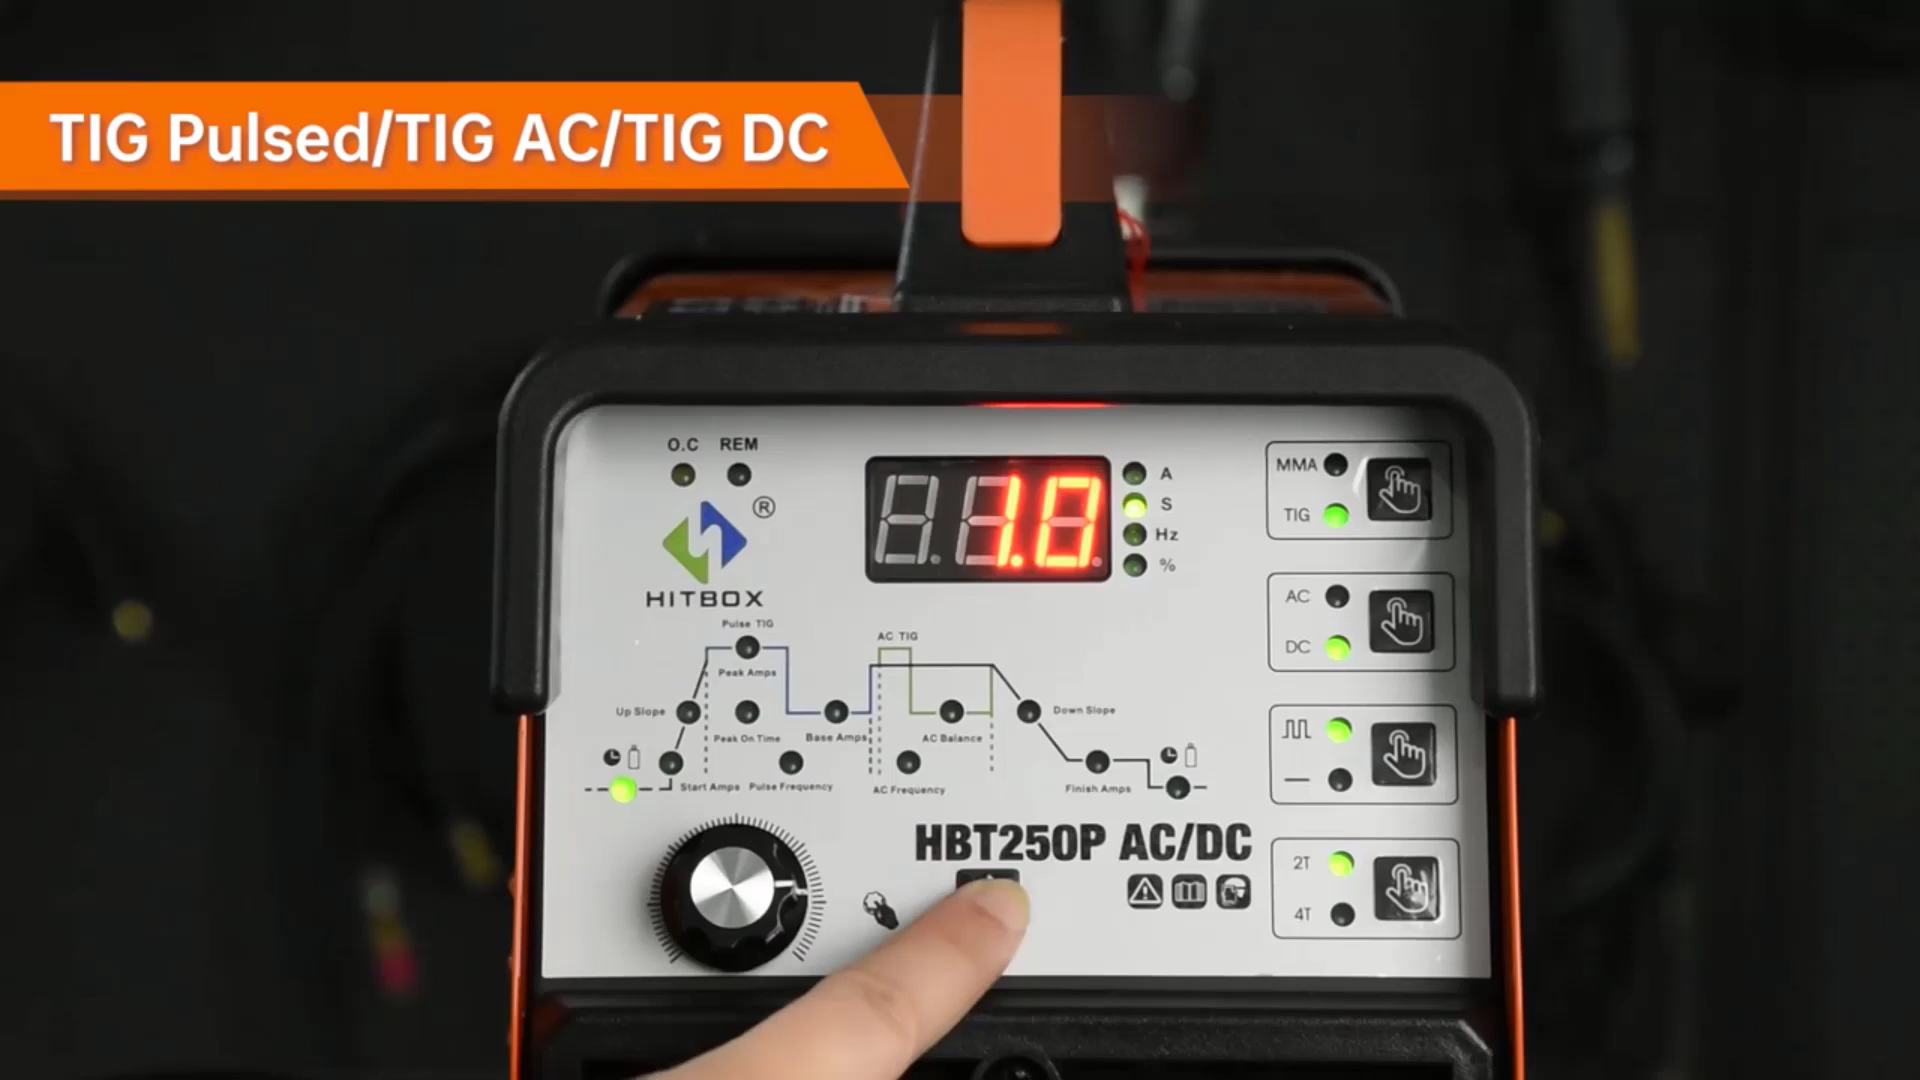 TIG Pulsed/TIG AC/TIG DC
O.C REM
1.0
A
S
Hz
%
®
HITBOX
MMA
TIG
AC
DC
2T
4T
Pulse TIG
AC TIG
Peak Amps
Up Slope
Down Slope
Peak On Time
Base Amps
AC Balance
Start Amps
Pulse Frequency
AC Frequency
Finish Amps
HBT250P AC/DC